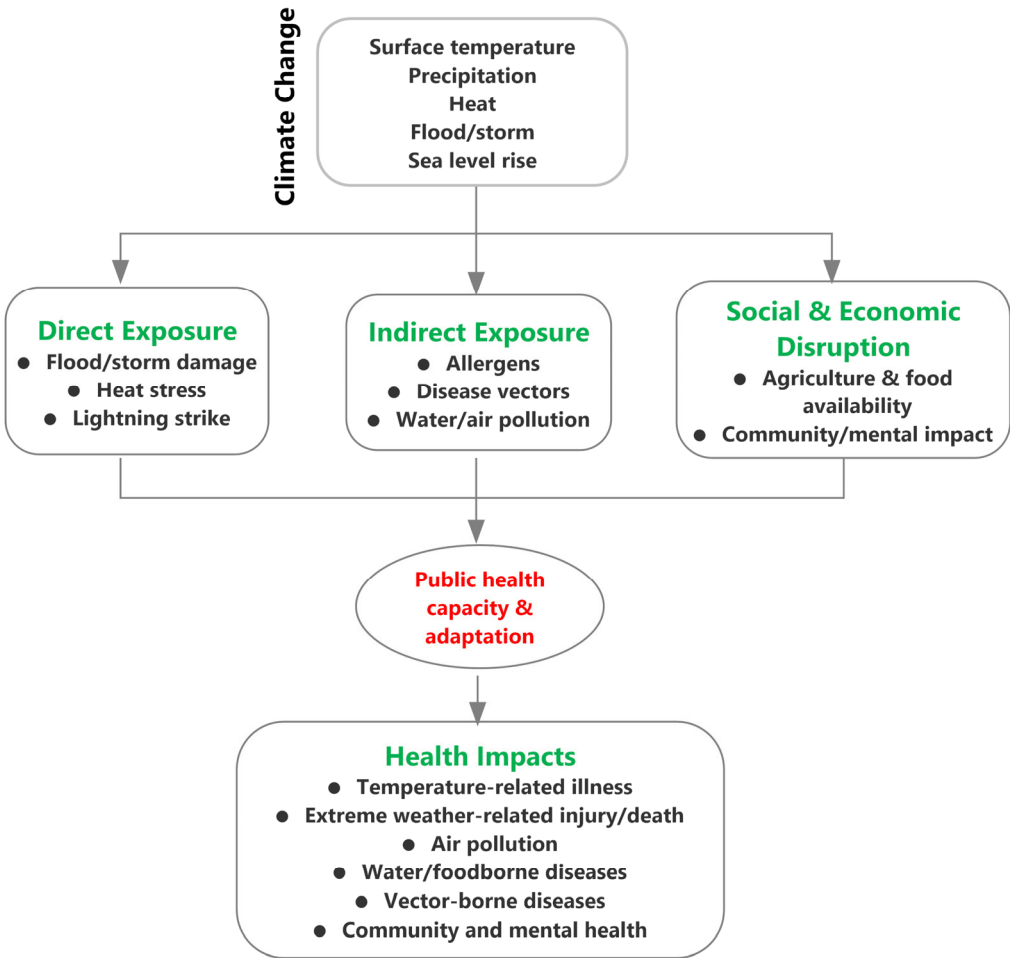 Climate Change
Surface temperature
Precipitation
Heat
Flood/storm
Sea level rise
Direct Exposure
● Flood/storm damage
● Heat stress
● Lightning strike
Indirect Exposure
● Allergens
● Disease vectors
● Water/air pollution
Social & Economic
Disruption
● Agriculture & food
availability
● Community/mental impact
Public health
capacity &
adaptation
Health Impacts
● Temperature-related illness
● Extreme weather-related injury/death
● Air pollution
● Water/foodborne diseases
● Vector-borne diseases
● Community and mental health